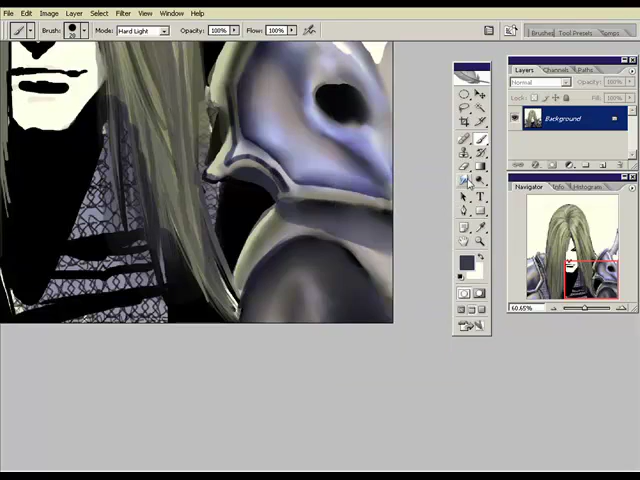 File Edit Image Layer Select Filter View Window Help
Brush: 29 Mode: Hard Light Opacity: 100% Flow: 100% Brushes Tool Presets
Layers Channels Paths
Normal Opacity: 100%
Lock: Fill: 100%
Background
Navigator Info Histogram
60.65%